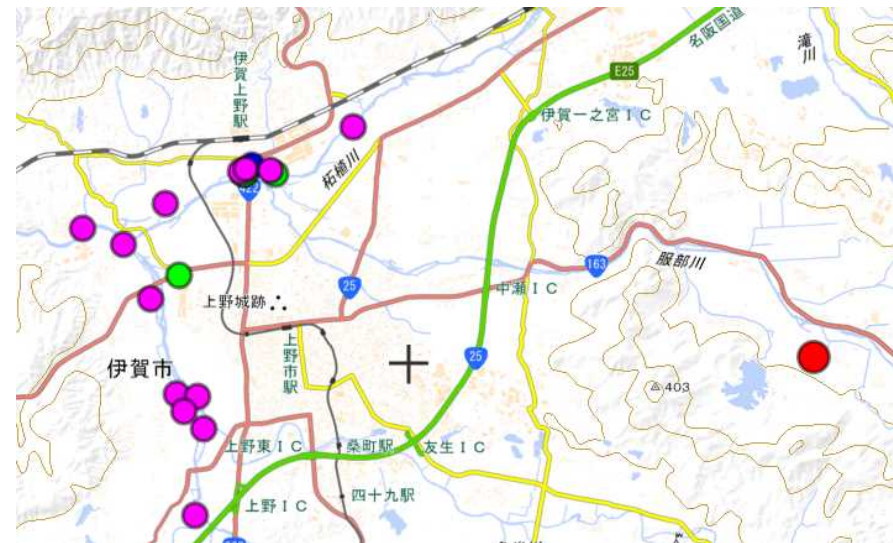 名阪国道
滝川
伊賀上野駅
E25
伊賀一之宮IC
柘植川
422
服部川
163
25
中瀬IC
上野城跡
伊賀市
上野市駅
25
403
上野東IC
桑町駅
友生IC
四十九駅
上野IC